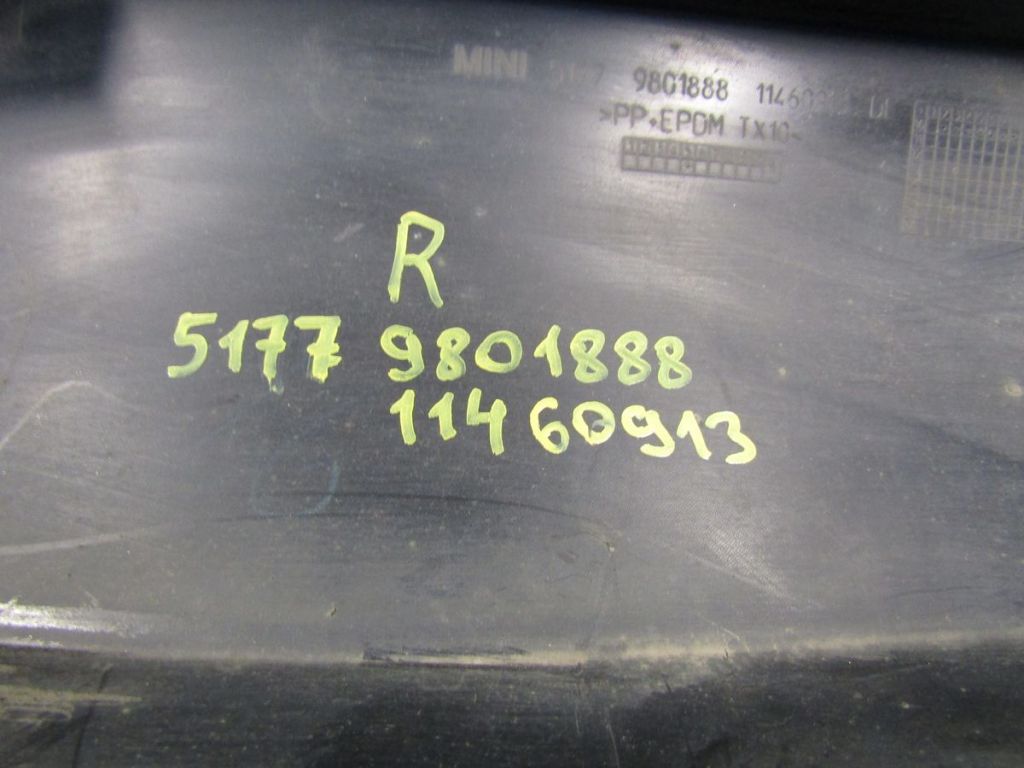 MINI 9801888
>PP+EPDM TX10<
R
5177 9801888
11460913